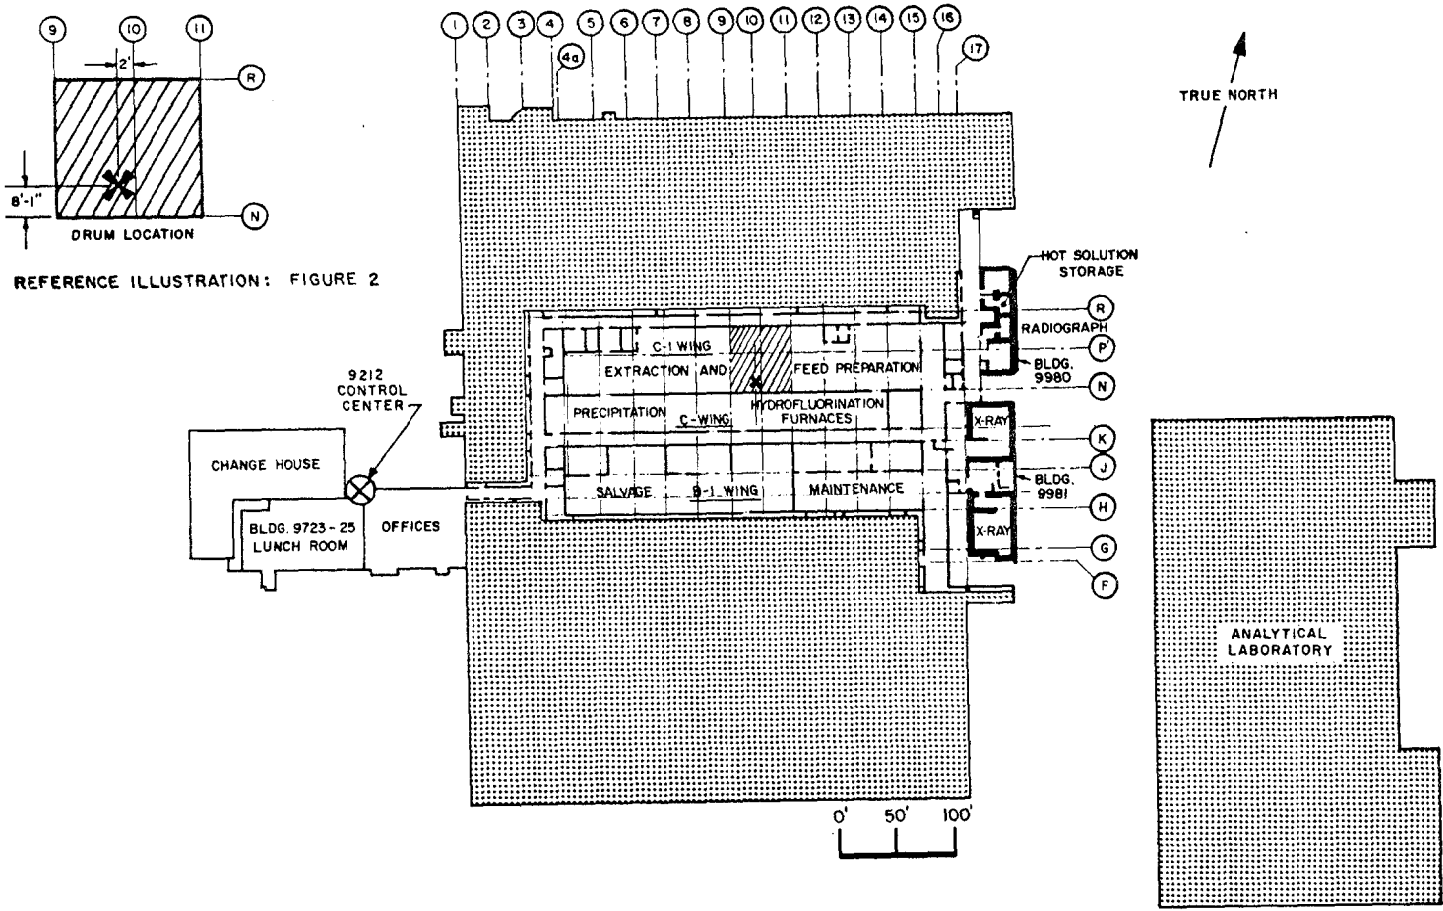 9
10
11
2'
R
8'-1"
N
DRUM LOCATION
REFERENCE ILLUSTRATION: FIGURE 2
1
2
3
4
4a
5
6
7
8
9
10
11
12
13
14
15
16
17
TRUE NORTH
HOT SOLUTION
STORAGE
R
RADIOGRAPH
P'
BLDG.
9980
N
C-1 WING
EXTRACTION AND
FEED PREPARATION
PRECIPITATION
C-WING
HYDROFLUORINATION
FURNACES
X-RAY
K
J
BLDG.
9981
SALVAGE
B-1 WING
MAINTENANCE
H
X-RAY
G
F
9212
CONTROL
CENTER
CHANGE HOUSE
BLDG. 9723-25
LUNCH ROOM
OFFICES
ANALYTICAL
LABORATORY
0'
50'
100'